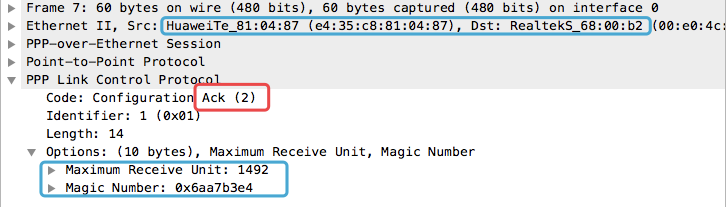 Frame 7: 60 bytes on wire (480 bits), 60 bytes captured (480 bits) on interface 0
Ethernet II, Src: HuaweiTe_81:04:87 (e4:35:c8:81:04:87), Dst: RealtekS_68:00:b2 (00:e0:4c:
PPP-over-Ethernet Session
Point-to-Point Protocol
PPP Link Control Protocol
Code: Configuration Ack (2)
Identifier: 1 (0x01)
Length: 14
Options: (10 bytes), Maximum Receive Unit, Magic Number
Maximum Receive Unit: 1492
Magic Number: 0x6aa7b3e4